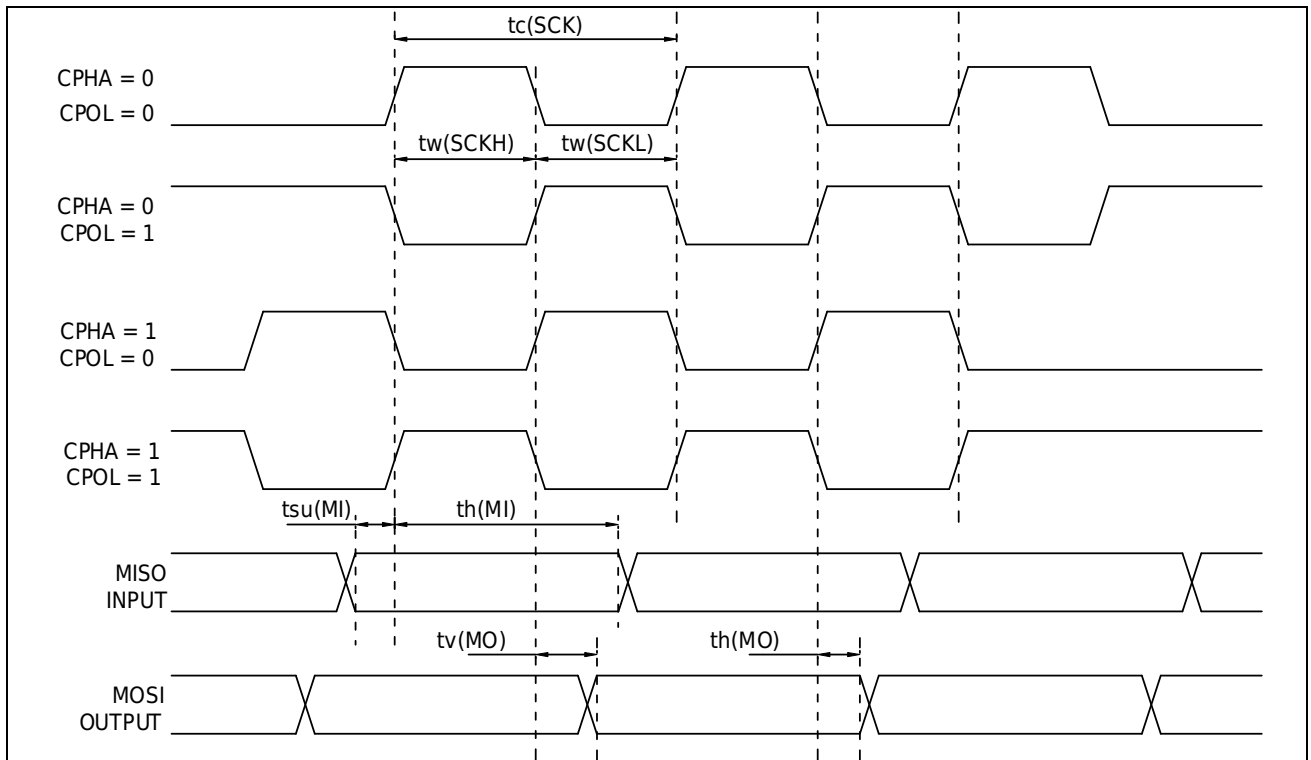 tc(SCK)
CPHA = 0
CPOL = 0
tw(SCKH) tw(SCKL)
CPHA = 0
CPOL = 1
CPHA = 1
CPOL = 0
CPHA = 1
CPOL = 1
tsu(MI) th(MI)
MISO
INPUT
tv(MO) th(MO)
MOSI
OUTPUT